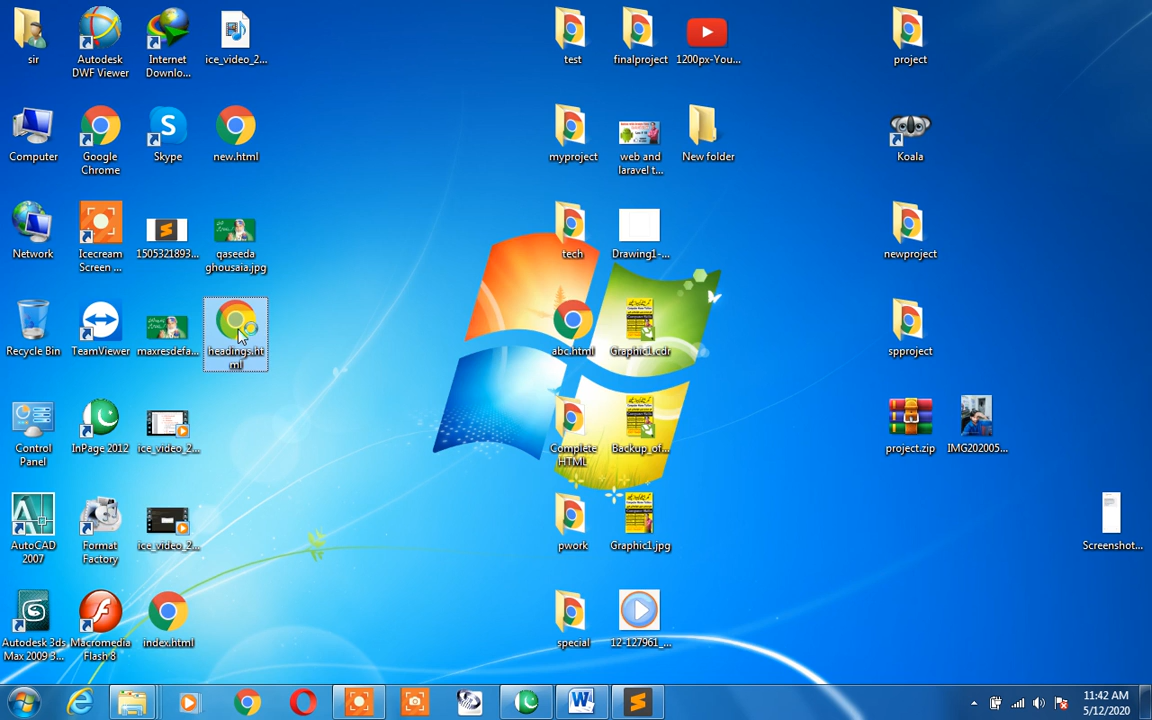 sir
Autodesk
DWF Viewer
Internet
Downlo...
ice_video_2...
test
finalproject
1200px-You...
project
Computer
Google
Chrome
Skype
new.html
myproject
web and
laravel t...
New folder
Koala
Network
Icecream
Screen ...
1505321893...
qaseeda
ghousaia.jpg
tech
Drawing1-...
newproject
Recycle Bin
TeamViewer
maxresdefa...
headings.ht
ml
abc.html
Graphic1.cdr
spproject
Control
Panel
InPage 2012
ice_video_2...
Complete
HTML
Backup_of...
project.zip
IMG202005...
AutoCAD
2007
Format
Factory
ice_video_2...
pwork
Graphic1.jpg
Screenshot...
Autodesk 3ds
Max 2009 3...
Macromedia
Flash 8
index.html
special
12-127961_...
11:42 AM
5/12/2020